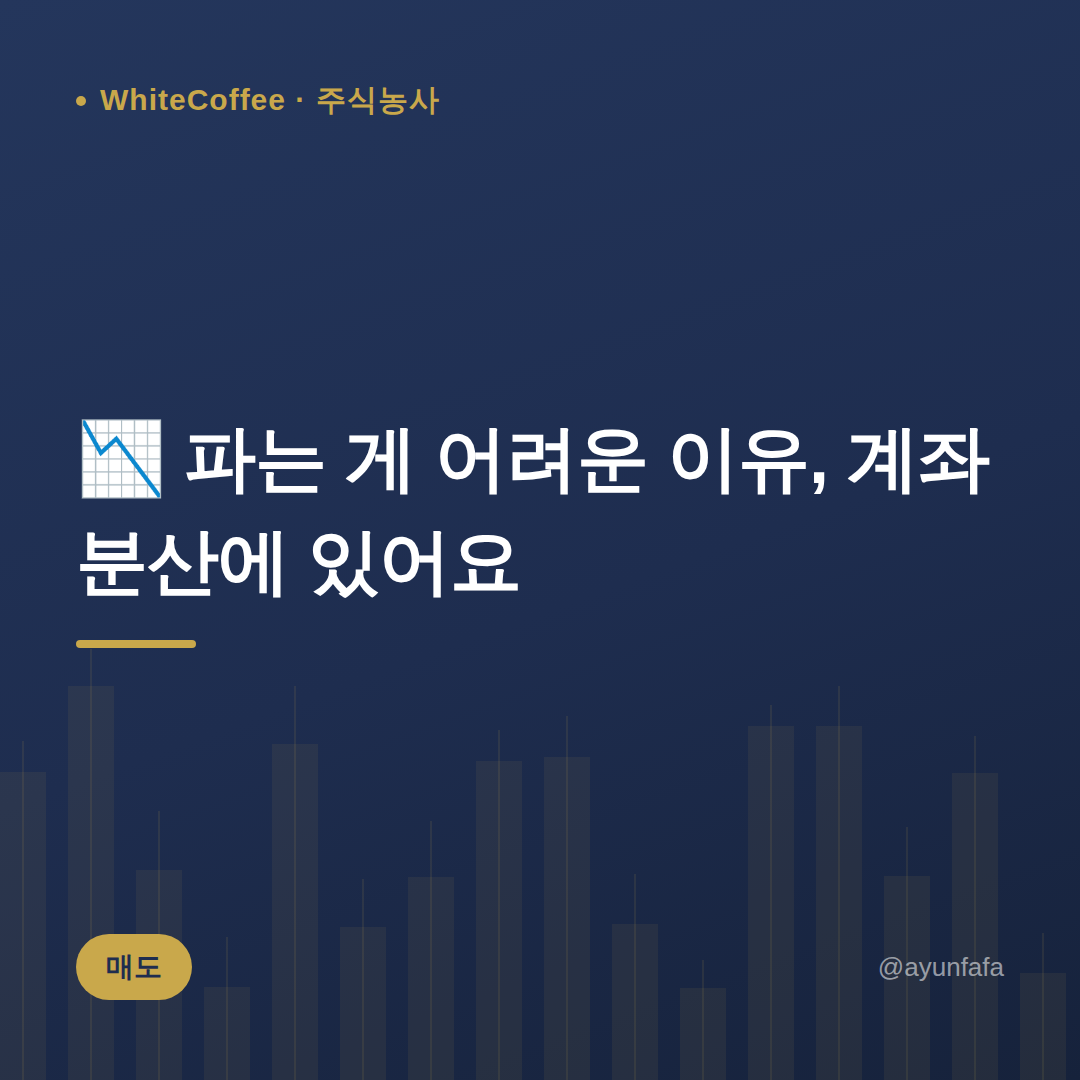 WhiteCoffee · 주식농사
📉 파는 게 어려운 이유, 계좌
분산에 있어요
매도
@ayunfafa